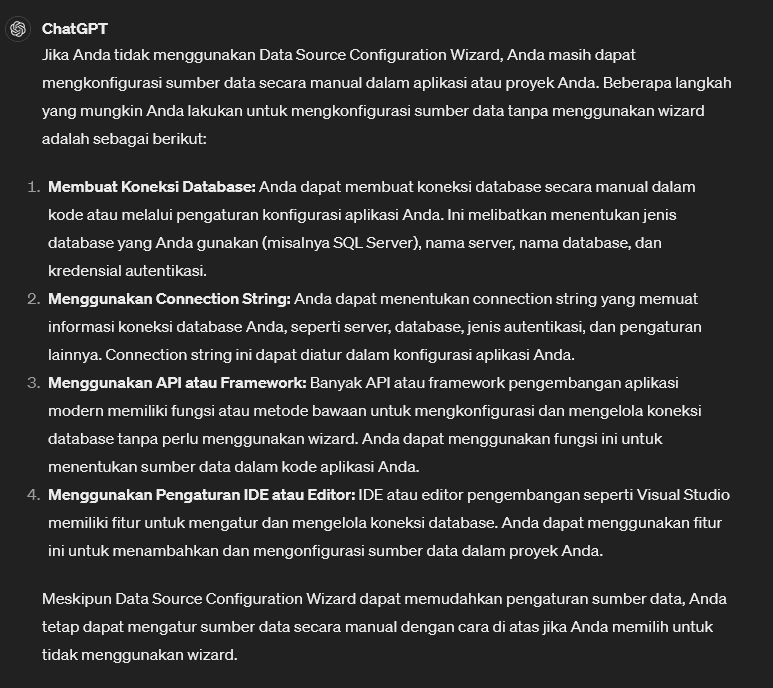 ChatGPT
Jika Anda tidak menggunakan Data Source Configuration Wizard, Anda masih dapat
mengkonfigurasi sumber data secara manual dalam aplikasi atau proyek Anda. Beberapa langkah
yang mungkin Anda lakukan untuk mengkonfigurasi sumber data tanpa menggunakan wizard
adalah sebagai berikut:
1. Membuat Koneksi Database: Anda dapat membuat koneksi database secara manual dalam
kode atau melalui pengaturan konfigurasi aplikasi Anda. Ini melibatkan menentukan jenis
database yang Anda gunakan (misalnya SQL Server), nama server, nama database, dan
kredensial autentikasi.
2. Menggunakan Connection String: Anda dapat menentukan connection string yang memuat
informasi koneksi database Anda, seperti server, database, jenis autentikasi, dan pengaturan
lainnya. Connection string ini dapat diatur dalam konfigurasi aplikasi Anda.
3. Menggunakan API atau Framework: Banyak API atau framework pengembangan aplikasi
modern memiliki fungsi atau metode bawaan untuk mengkonfigurasi dan mengelola koneksi
database tanpa perlu menggunakan wizard. Anda dapat menggunakan fungsi ini untuk
menentukan sumber data dalam kode aplikasi Anda.
4. Menggunakan Pengaturan IDE atau Editor: IDE atau editor pengembangan seperti Visual Studio
memiliki fitur untuk mengatur dan mengelola koneksi database. Anda dapat menggunakan fitur
ini untuk menambahkan dan mengonfigurasi sumber data dalam proyek Anda.
Meskipun Data Source Configuration Wizard dapat memudahkan pengaturan sumber data, Anda
tetap dapat mengatur sumber data secara manual dengan cara di atas jika Anda memilih untuk
tidak menggunakan wizard.